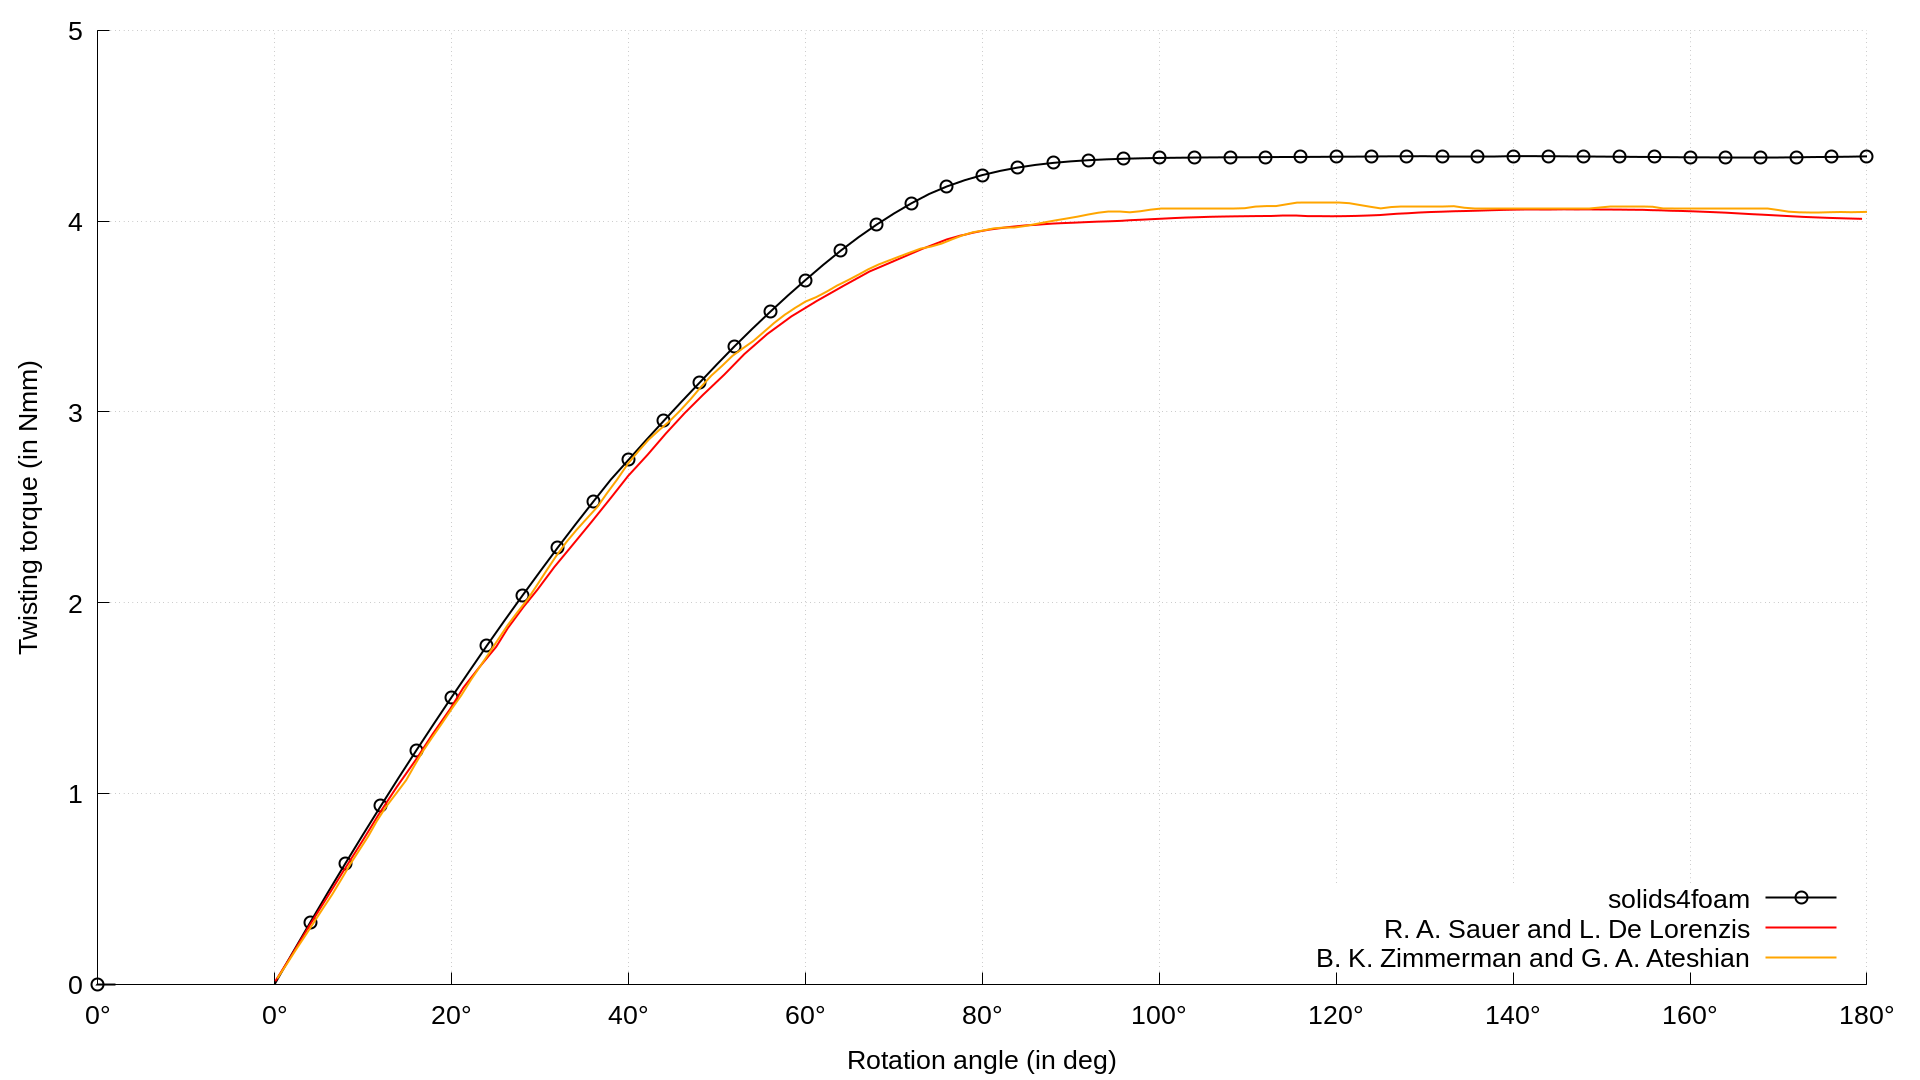 5
4
3
2
1
0
Twisting torque (in Nmm)
0° 0° 20° 40° 60° 80° 100° 120° 140° 160° 180°
Rotation angle (in deg)
solids4foam
R. A. Sauer and L. De Lorenzis
B. K. Zimmerman and G. A. Ateshian